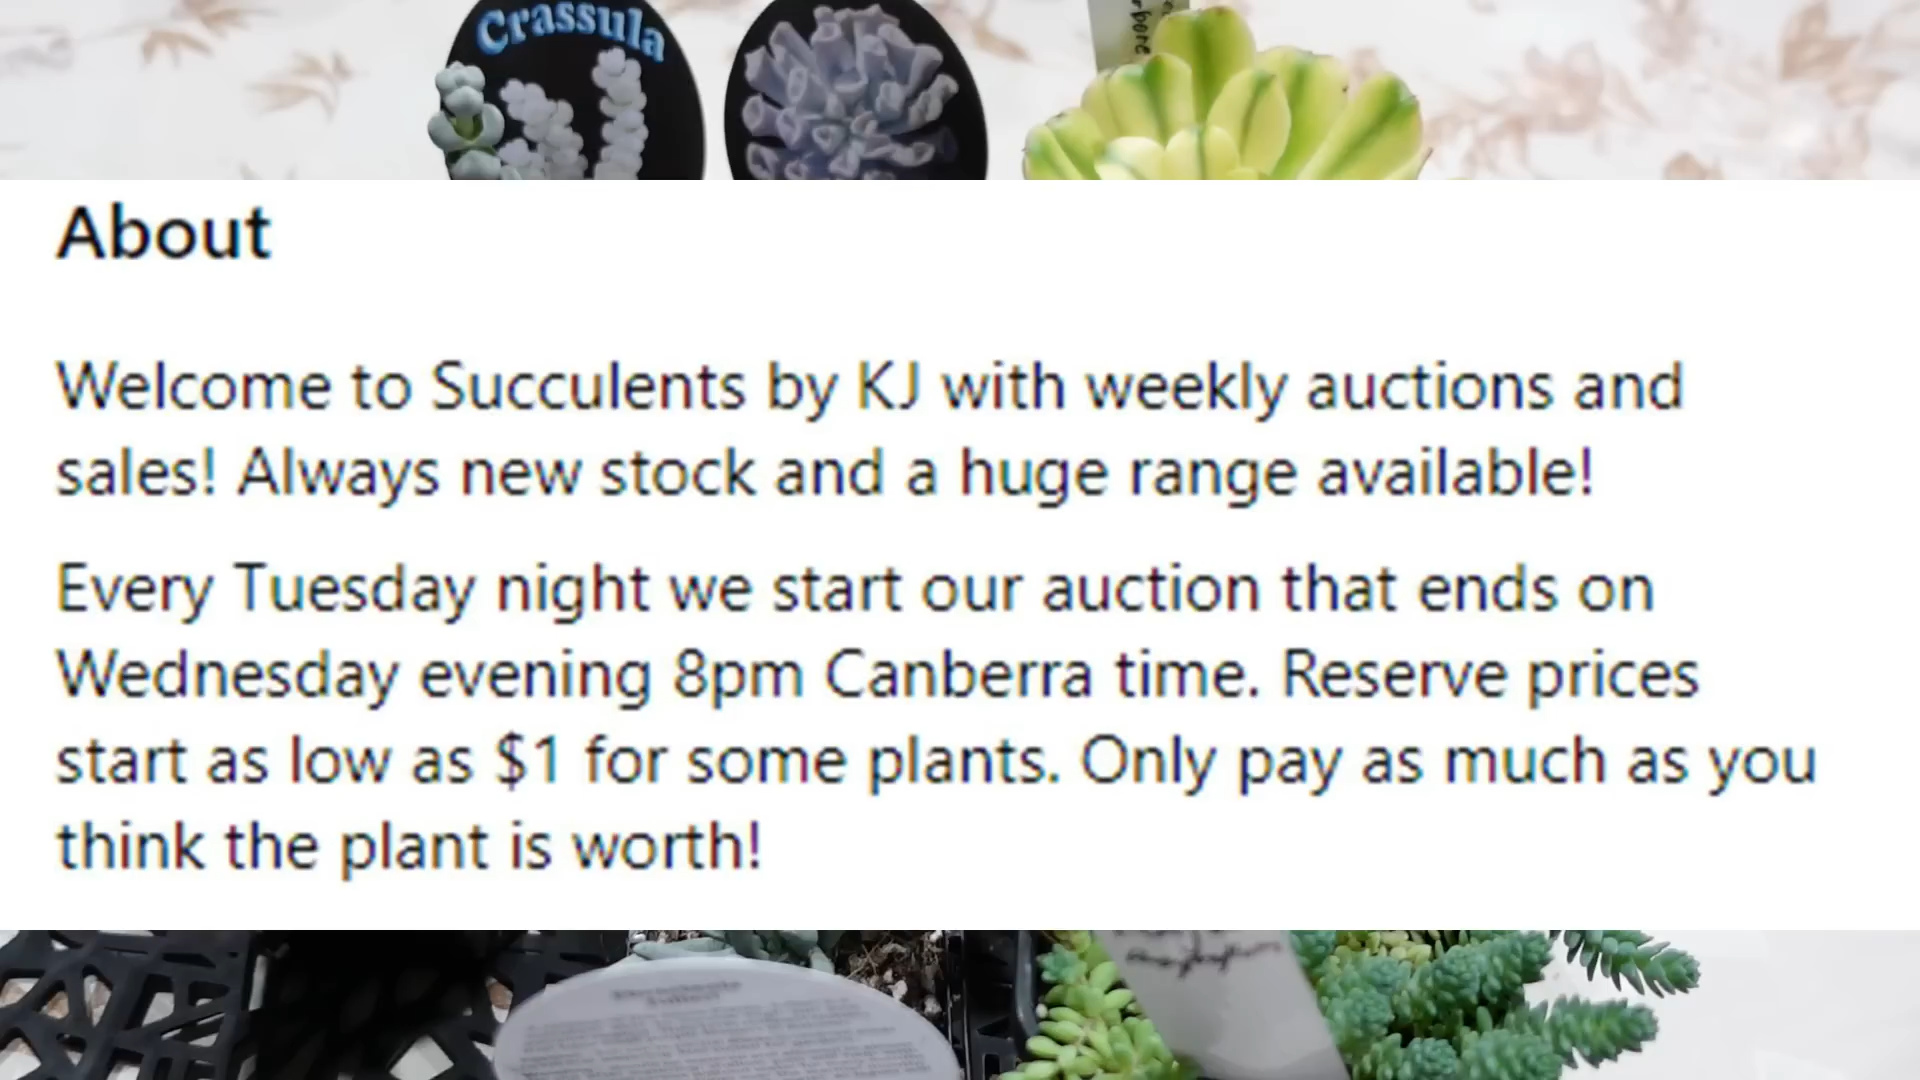 Crassula
rbore
About
Welcome to Succulents by KJ with weekly auctions and
sales! Always new stock and a huge range available!
Every Tuesday night we start our auction that ends on
Wednesday evening 8pm Canberra time. Reserve prices
start as low as $1 for some plants. Only pay as much as you
think the plant is worth!